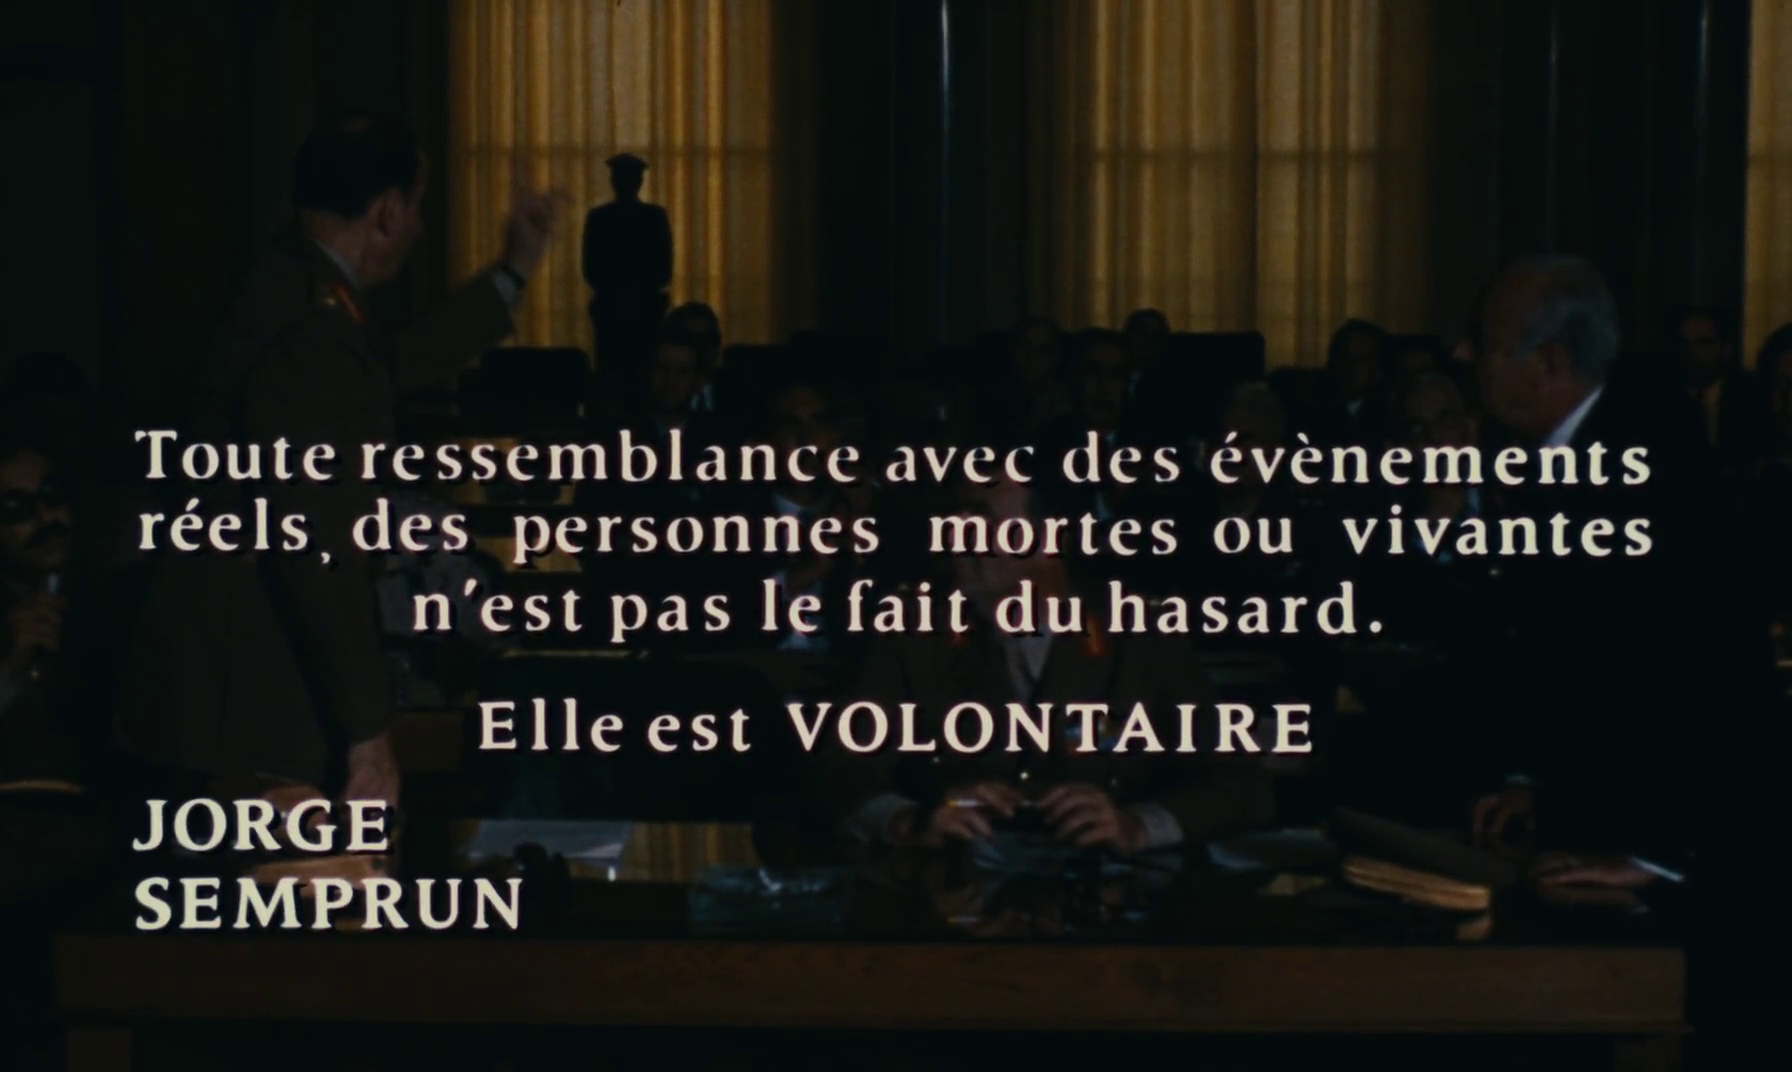 Toute ressemblance avec des évènements
réels, des personnes mortes ou vivantes
n'est pas le fait du hasard.
Elle est VOLONTAIRE
JORGE
SEMPRUN